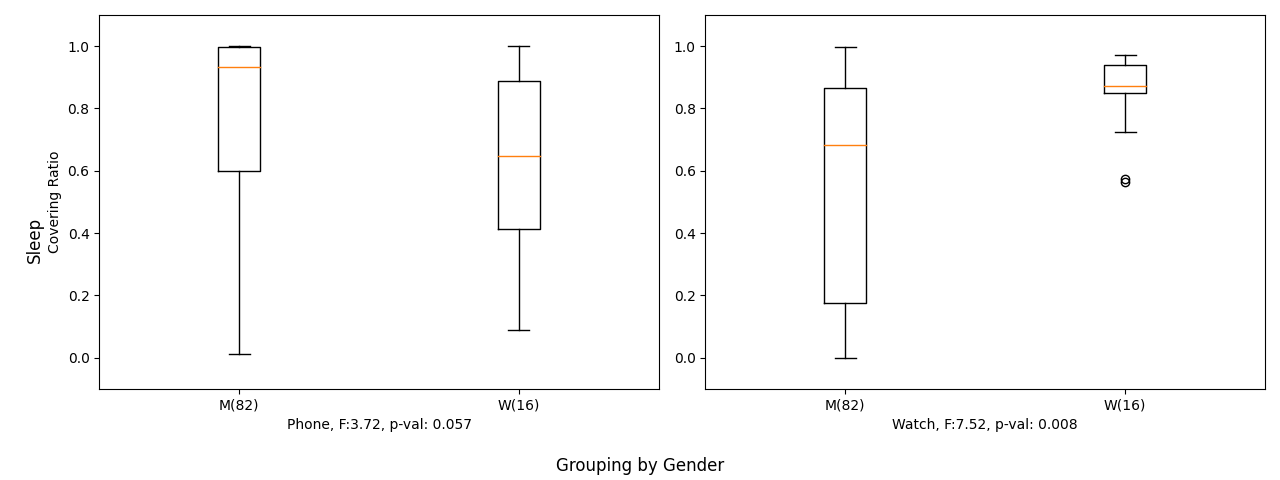 Sleep
Covering Ratio
1.0
0.8
0.6
0.4
0.2
0.0
M(82) W(16)
Phone, F:3.72, p-val: 0.057
1.0
0.8
0.6
0.4
0.2
0.0
M(82) W(16)
Watch, F:7.52, p-val: 0.008
Grouping by Gender